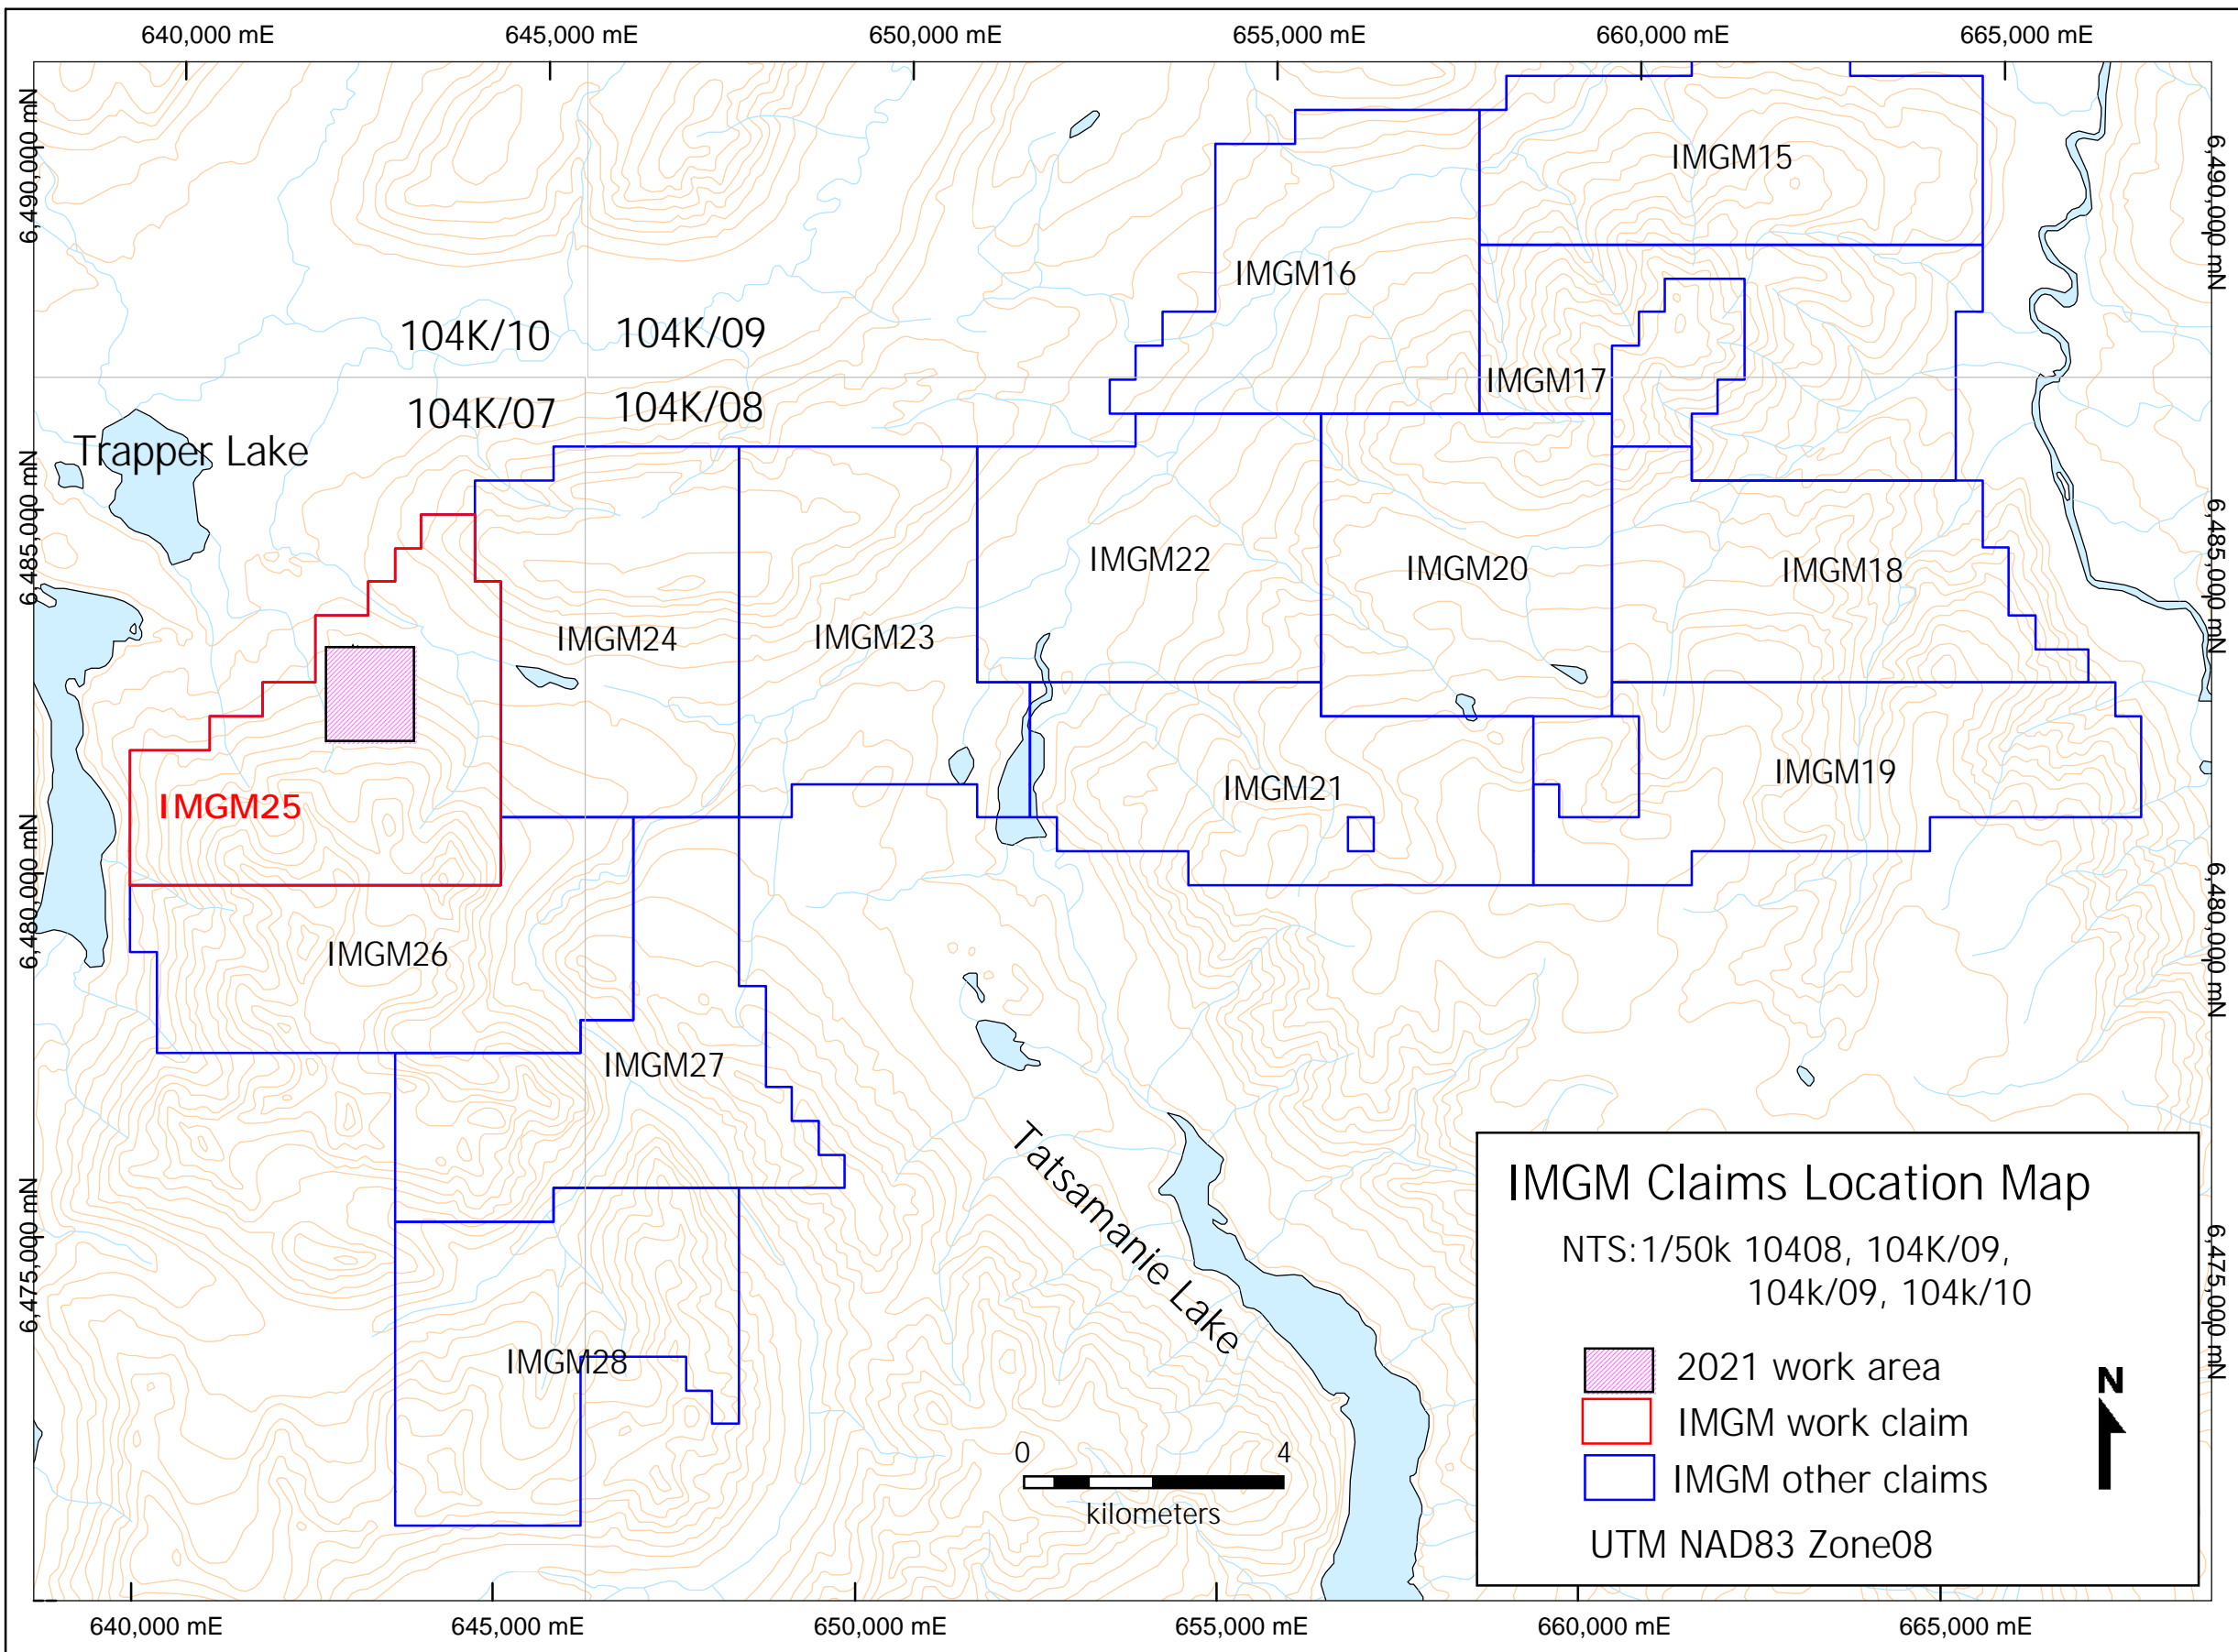 640,000 mE 645,000 mE 650,000 mE 655,000 mE 660,000 mE 665,000 mE
6,490,000 mN
6,485,000 mN
6,480,000 mN
6,475,000 mN
6,490,000 mN
6,485,000 mN
6,480,000 mN
6,475,000 mN
IMGM15
IMGM16
104K/10 104K/09
IMGM17
104K/07 104K/08
Trapper Lake
IMGM22
IMGM20
IMGM18
IMGM24
IMGM23
IMGM21
IMGM19
IMGM25
IMGM26
IMGM27
IMGM28
Tatsamanie Lake
0 4
kilometers
IMGM Claims Location Map
NTS:1/50k 10408, 104K/09,
104k/09, 104k/10
2021 work area
IMGM work claim
IMGM other claims
UTM NAD83 Zone08
N
640,000 mE 645,000 mE 650,000 mE 655,000 mE 660,000 mE 665,000 mE